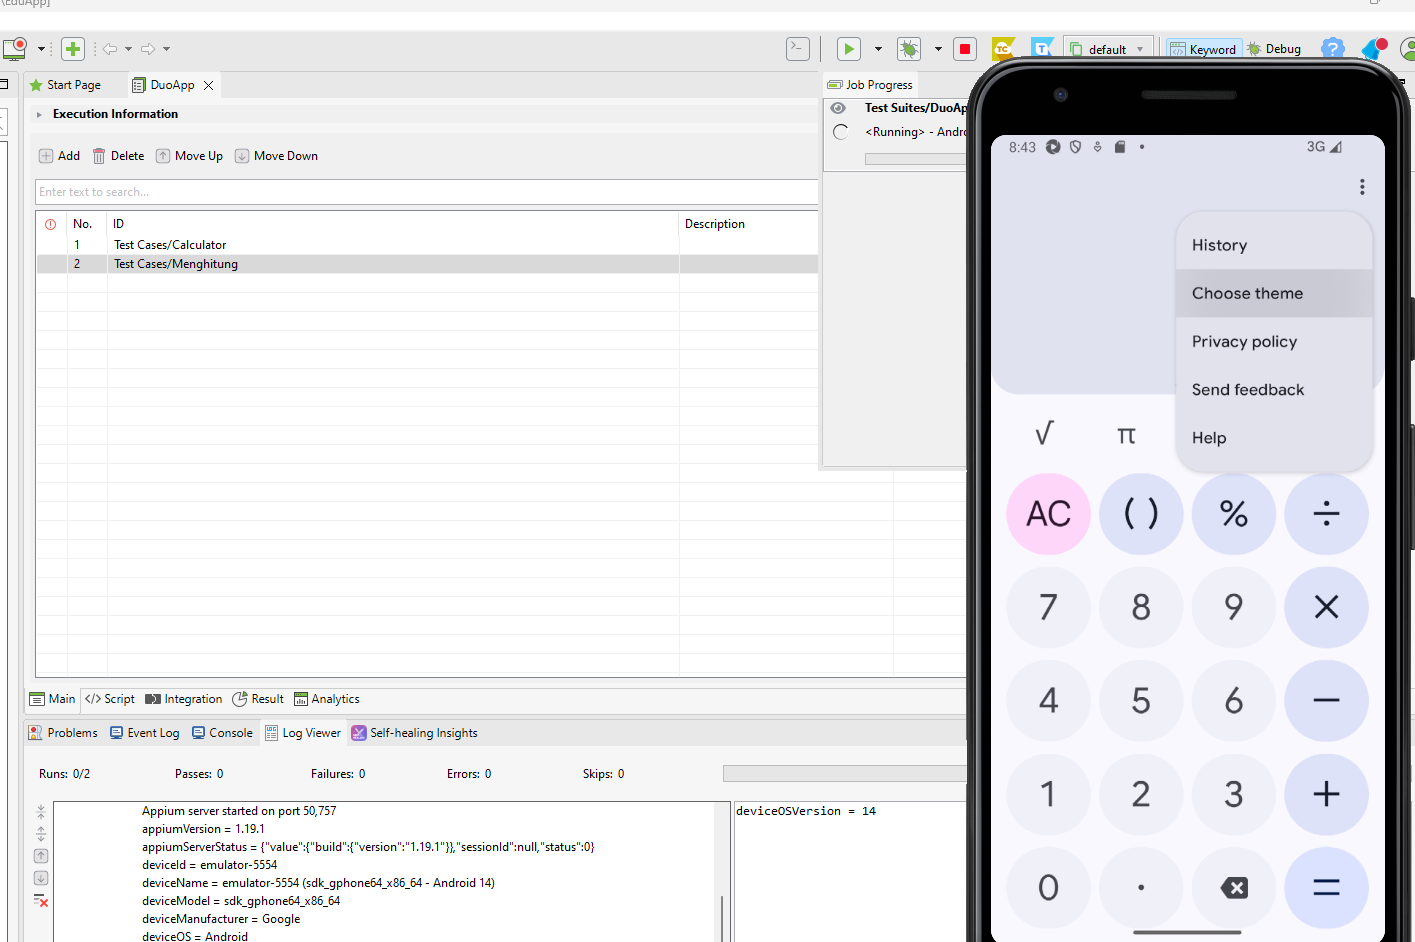 \EduApp]
default
Keyword
Debug
Start Page
DuoApp
Job Progress
Execution Information
Test Suites/DuoAp
<Running> - Andro
Add
Delete
Move Up
Move Down
Enter text to search...
No.
ID
Description
1
Test Cases/Calculator
2
Test Cases/Menghitung
Main
</> Script
Integration
Result
Analytics
Problems
Event Log
Console
Log Viewer
Self-healing Insights
Runs: 0/2
Passes: 0
Failures: 0
Errors: 0
Skips: 0
Appium server started on port 50,757
appiumVersion = 1.19.1
appiumServerStatus = {"value":{"build":{"version":"1.19.1"}},"sessionId":null,"status":0}
deviceId = emulator-5554
deviceName = emulator-5554 (sdk_gphone64_x86_64 - Android 14)
deviceModel = sdk_gphone64_x86_64
deviceManufacturer = Google
deviceOS = Android
deviceOSVersion = 14
8:43
3G
History
Choose theme
Privacy policy
Send feedback
Help
√ π
AC ( ) % ÷
7 8 9 ×
4 5 6 −
1 2 3 +
0 . =